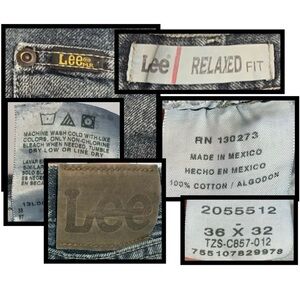 Lee
Lee RELAXED FIT
MACHINE WASH COLD WITH LIKE
COLORS, ONLY NON-CHLORINE
BLEACH WHEN NEEDED, TUMBLE
DRY LOW OR LINE DRY
RN 130273
MADE IN MEXICO
HECHO EN MEXICO
100% COTTON / ALGODON
Lee
2055512
36 X 32
TZS-C857-012
755107829978